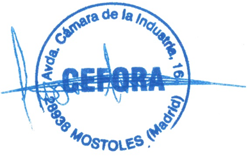 Avda. Cámara de la Industria, 16
CEFORA
28938 MOSTOLES (Madrid)